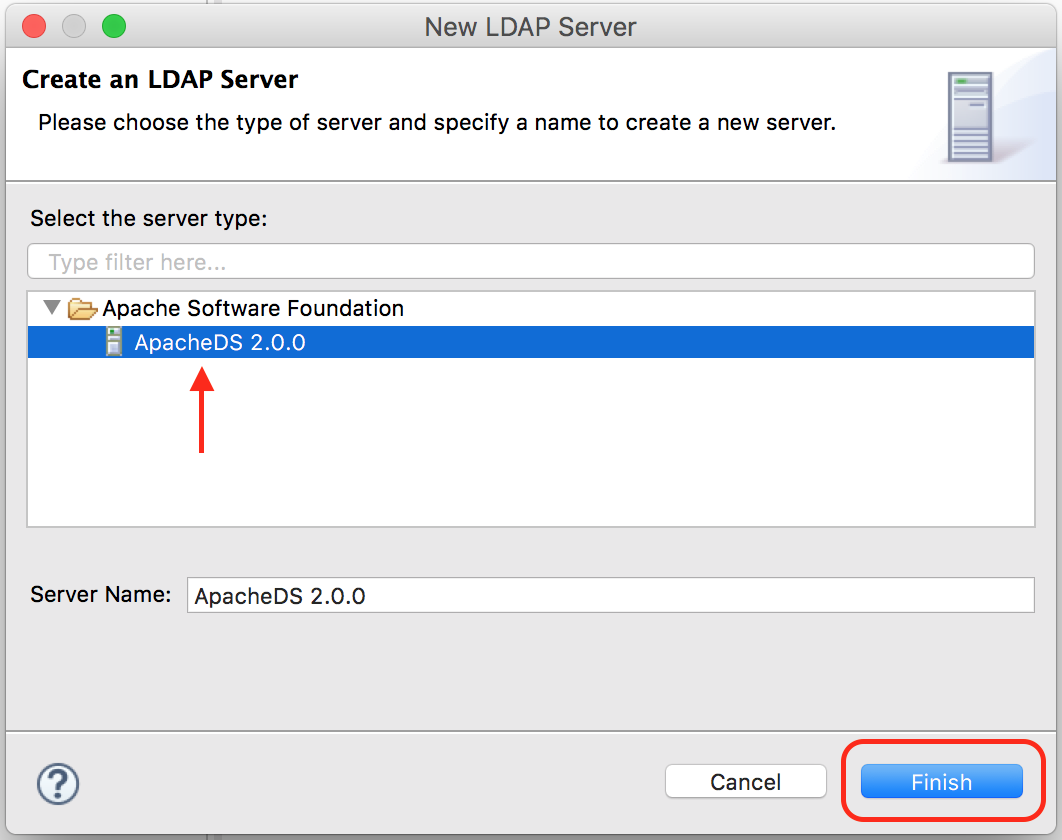 New LDAP Server
Create an LDAP Server
Please choose the type of server and specify a name to create a new server.
Select the server type:
Type filter here...
Apache Software Foundation
ApacheDS 2.0.0
Server Name: ApacheDS 2.0.0
? Cancel Finish